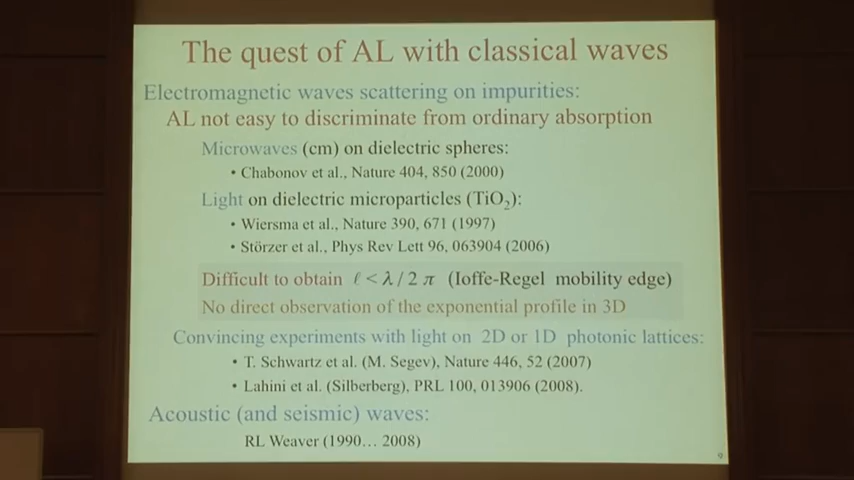 The quest of AL with classical waves
Electromagnetic waves scattering on impurities:
AL not easy to discriminate from ordinary absorption
Microwaves (cm) on dielectric spheres:
• Chabonov et al., Nature 404, 850 (2000)
Light on dielectric microparticles (TiO₂):
• Wiersma et al., Nature 390, 671 (1997)
• Störzer et al., Phys Rev Lett 96, 063904 (2006)
Difficult to obtain ℓ < λ / 2 π (Ioffe-Regel mobility edge)
No direct observation of the exponential profile in 3D
Convincing experiments with light on 2D or 1D photonic lattices:
• T. Schwartz et al. (M. Segev), Nature 446, 52 (2007)
• Lahini et al. (Silberberg), PRL 100, 013906 (2008).
Acoustic (and seismic) waves:
RL Weaver (1990… 2008)
9